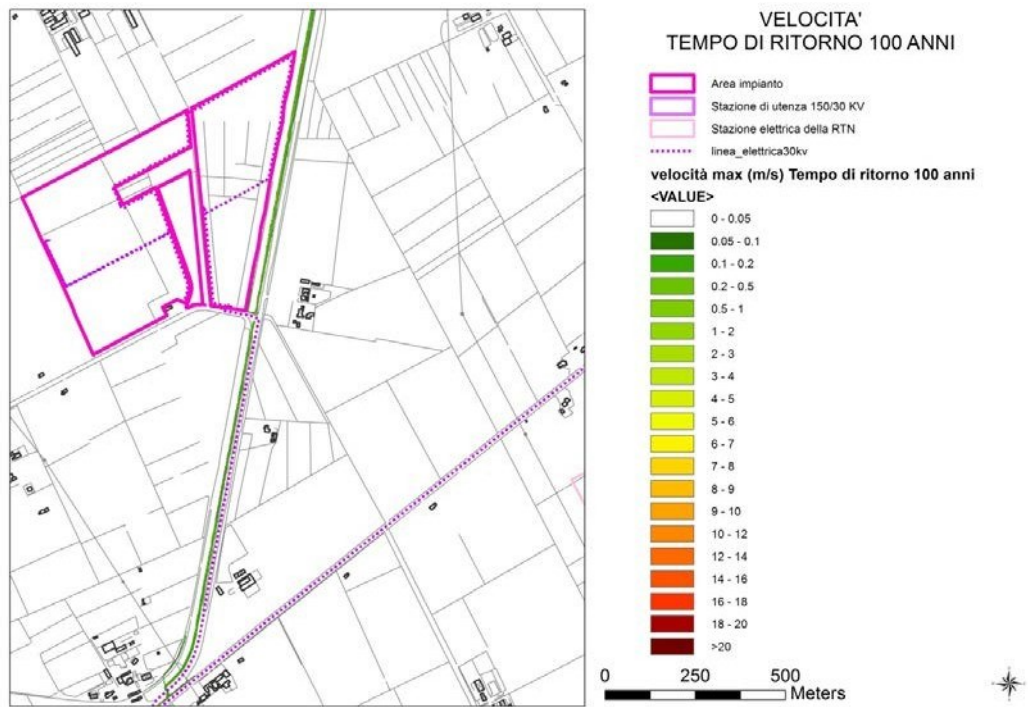 VELOCITA'
TEMPO DI RITORNO 100 ANNI
Area impianto
Stazione di utenza 150/30 KV
Stazione elettrica della RTN
linea_elettrica30kv
velocità max (m/s) Tempo di ritorno 100 anni
<VALUE>
0 - 0.05
0.05 - 0.1
0.1 - 0.2
0.2 - 0.5
0.5 - 1
1 - 2
2 - 3
3 - 4
4 - 5
5 - 6
6 - 7
7 - 8
8 - 9
9 - 10
10 - 12
12 - 14
14 - 16
16 - 18
18 - 20
>20
0 250 500
Meters